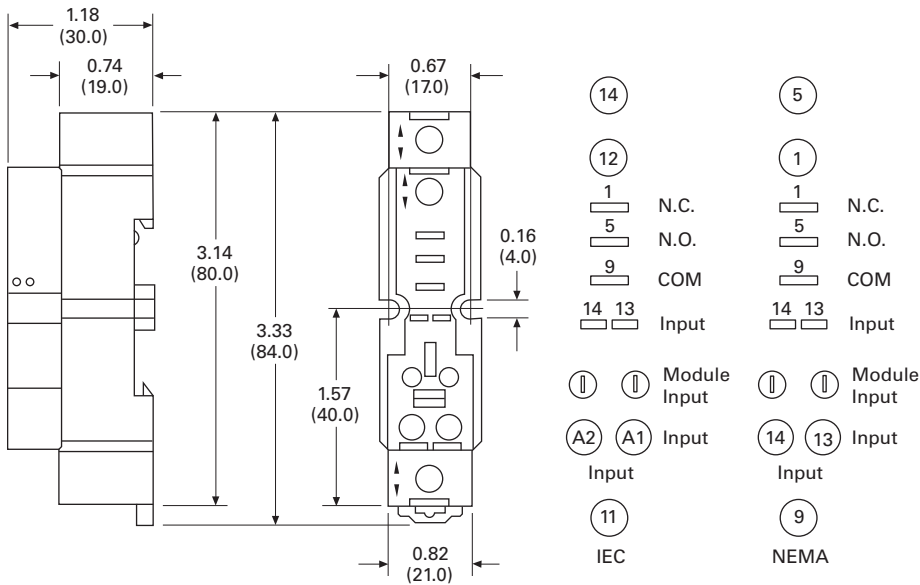 1.18
(30.0)
0.74
(19.0)
3.14
(80.0)
3.33
(84.0)
1.57
(40.0)
0.67
(17.0)
0.16
(4.0)
0.82
(21.0)
14
12
1
N.C.
5
N.O.
9
COM
14 13 Input
Module
Input
A2 A1 Input
Input
11
IEC
5
1
1
N.C.
5
N.O.
9
COM
14 13 Input
Module
Input
14 13 Input
Input
9
NEMA